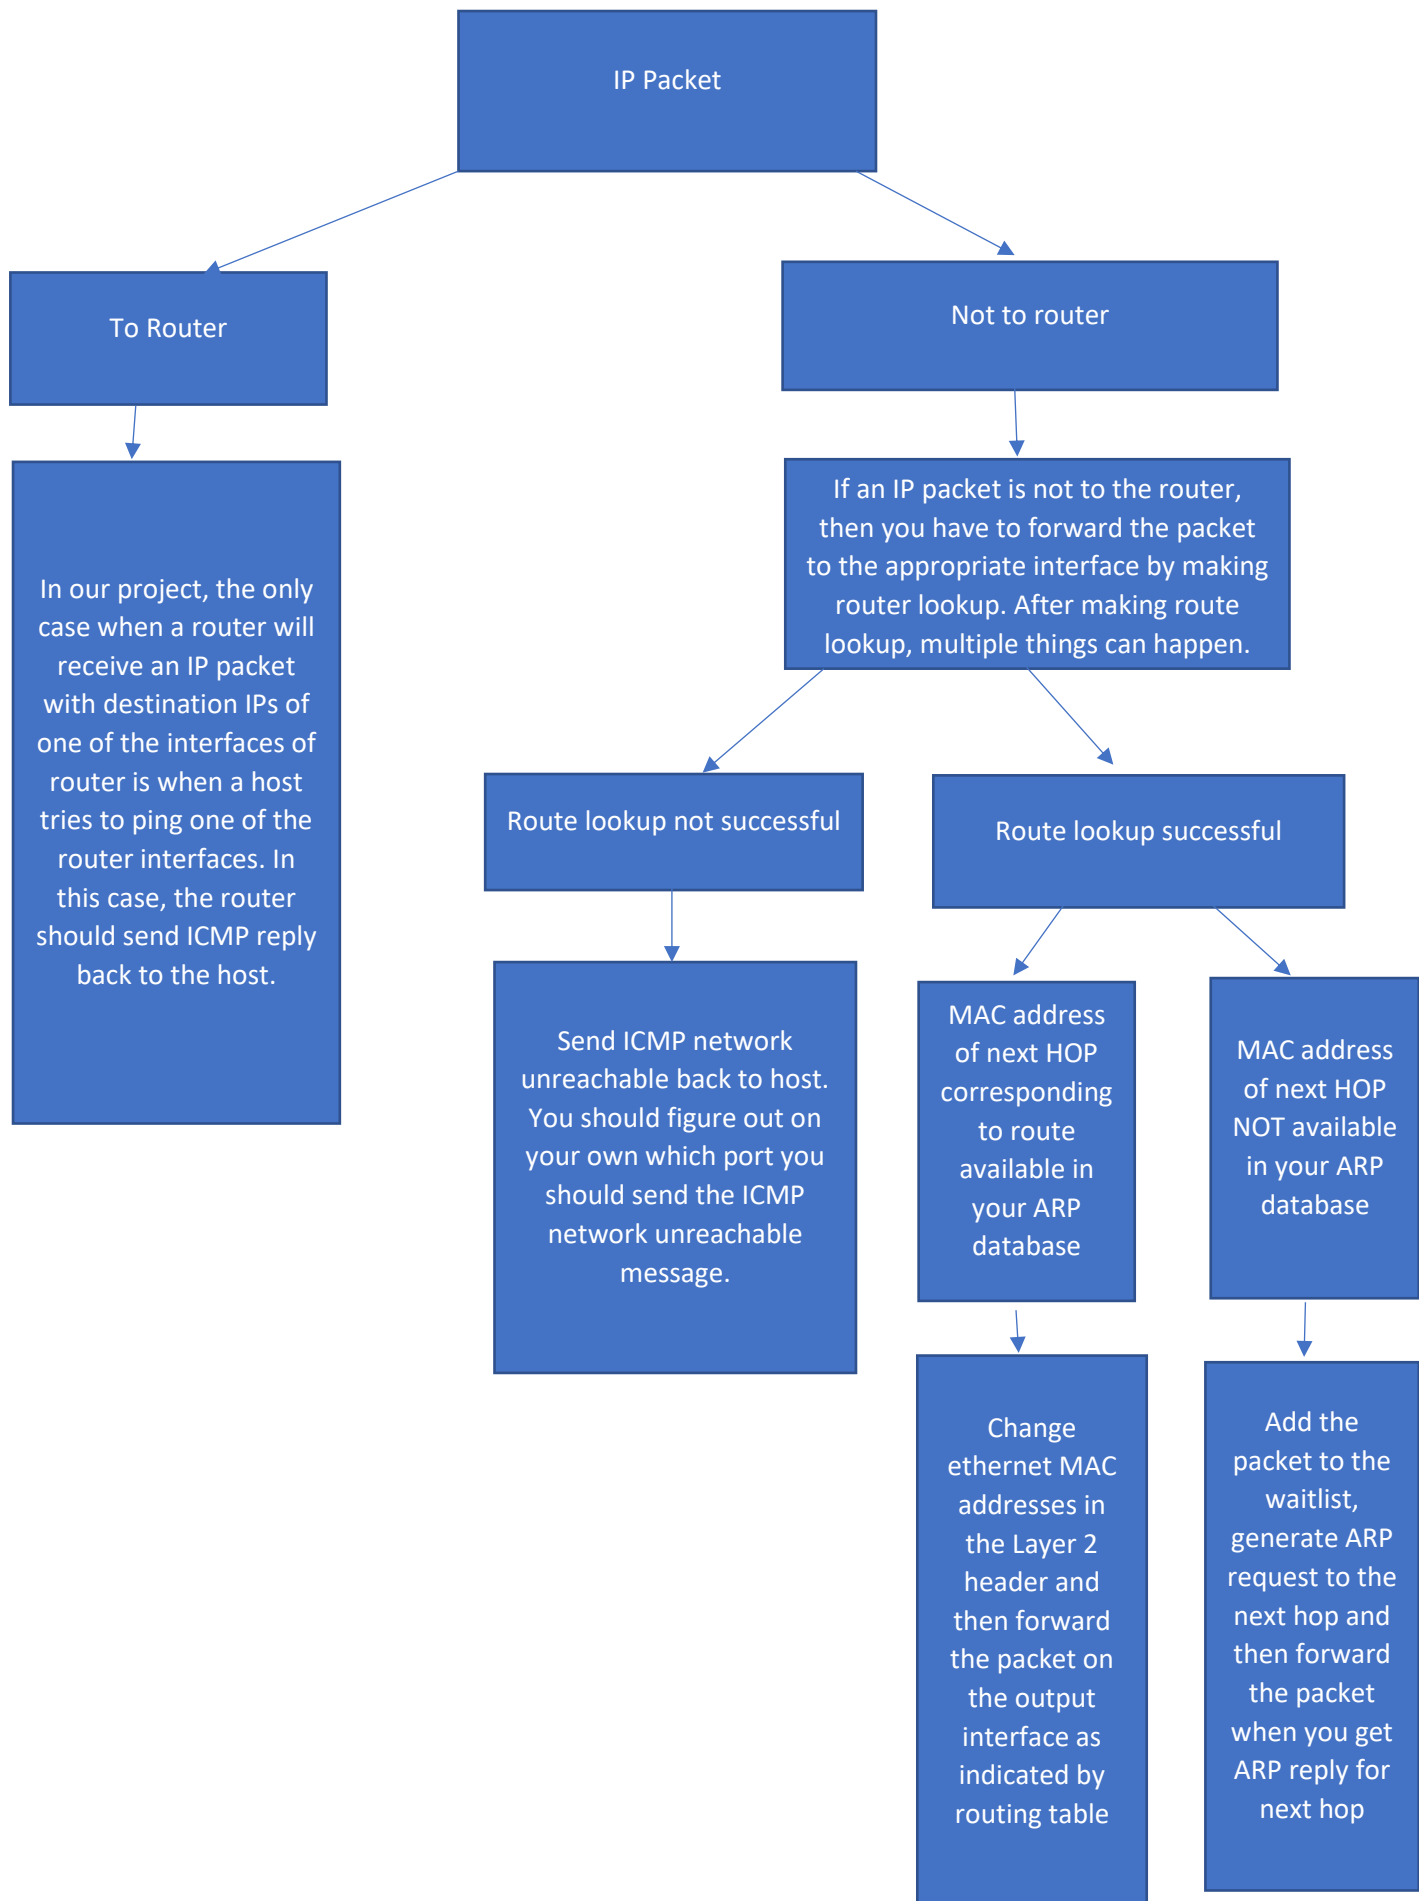 IP Packet
To Router
Not to router
In our project, the only
case when a router will
receive an IP packet
with destination IPs of
one of the interfaces of
router is when a host
tries to ping one of the
router interfaces. In
this case, the router
should send ICMP reply
back to the host.
If an IP packet is not to the router,
then you have to forward the packet
to the appropriate interface by making
router lookup. After making route
lookup, multiple things can happen.
Route lookup not successful
Route lookup successful
Send ICMP network
unreachable back to host.
You should figure out on
your own which port you
should send the ICMP
network unreachable
message.
MAC address
of next HOP
corresponding
to route
available in
your ARP
database
MAC address
of next HOP
NOT available
in your ARP
database
Change
ethernet MAC
addresses in
the Layer 2
header and
then forward
the packet on
the output
interface as
indicated by
routing table
Add the
packet to the
waitlist,
generate ARP
request to the
next hop and
then forward
the packet
when you get
ARP reply for
next hop